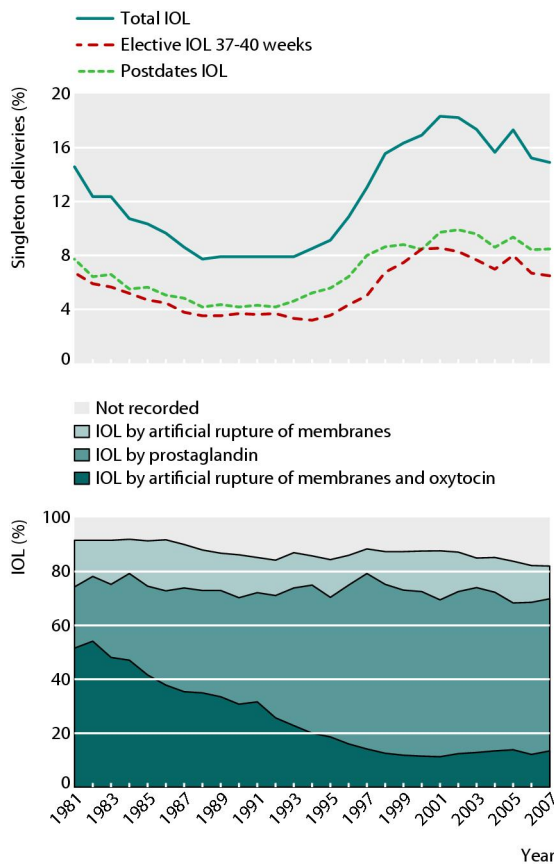 Total IOL
Elective IOL 37-40 weeks
Postdates IOL
Singleton deliveries (%)
20
16
12
8
4
0
Not recorded
IOL by artificial rupture of membranes
IOL by prostaglandin
IOL by artificial rupture of membranes and oxytocin
IOL (%)
100
80
60
40
20
0
1981
1983
1985
1987
1989
1991
1993
1995
1997
1999
2001
2003
2005
2007
Year